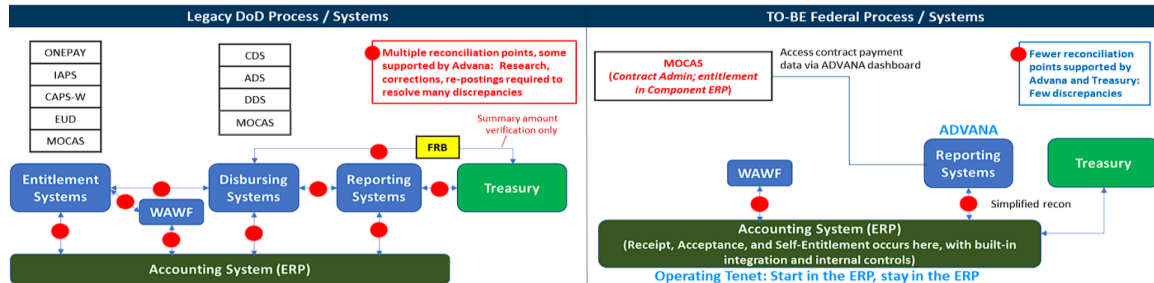 Legacy DoD Process / Systems
ONEPAY
IAPS
CAPS-W
EUD
MOCAS
CDS
ADS
DDS
MOCAS
Multiple reconciliation points, some
supported by Advana: Research,
corrections, re-postings required to
resolve many discrepancies
Summary amount
verification only
FRB
Entitlement
Systems
WAWF
Disbursing
Systems
Reporting
Systems
Treasury
Accounting System (ERP)
TO-BE Federal Process / Systems
MOCAS
(Contract Admin; entitlement
in Component ERP)
Access contract payment
data via ADVANA dashboard
Fewer reconciliation
points supported by
Advana and Treasury:
Few discrepancies
ADVANA
Reporting
Systems
Treasury
WAWF
Simplified recon
Accounting System (ERP)
(Receipt, Acceptance, and Self-Entitlement occurs here, with built-in
integration and internal controls)
Operating Tenet: Start in the ERP, stay in the ERP